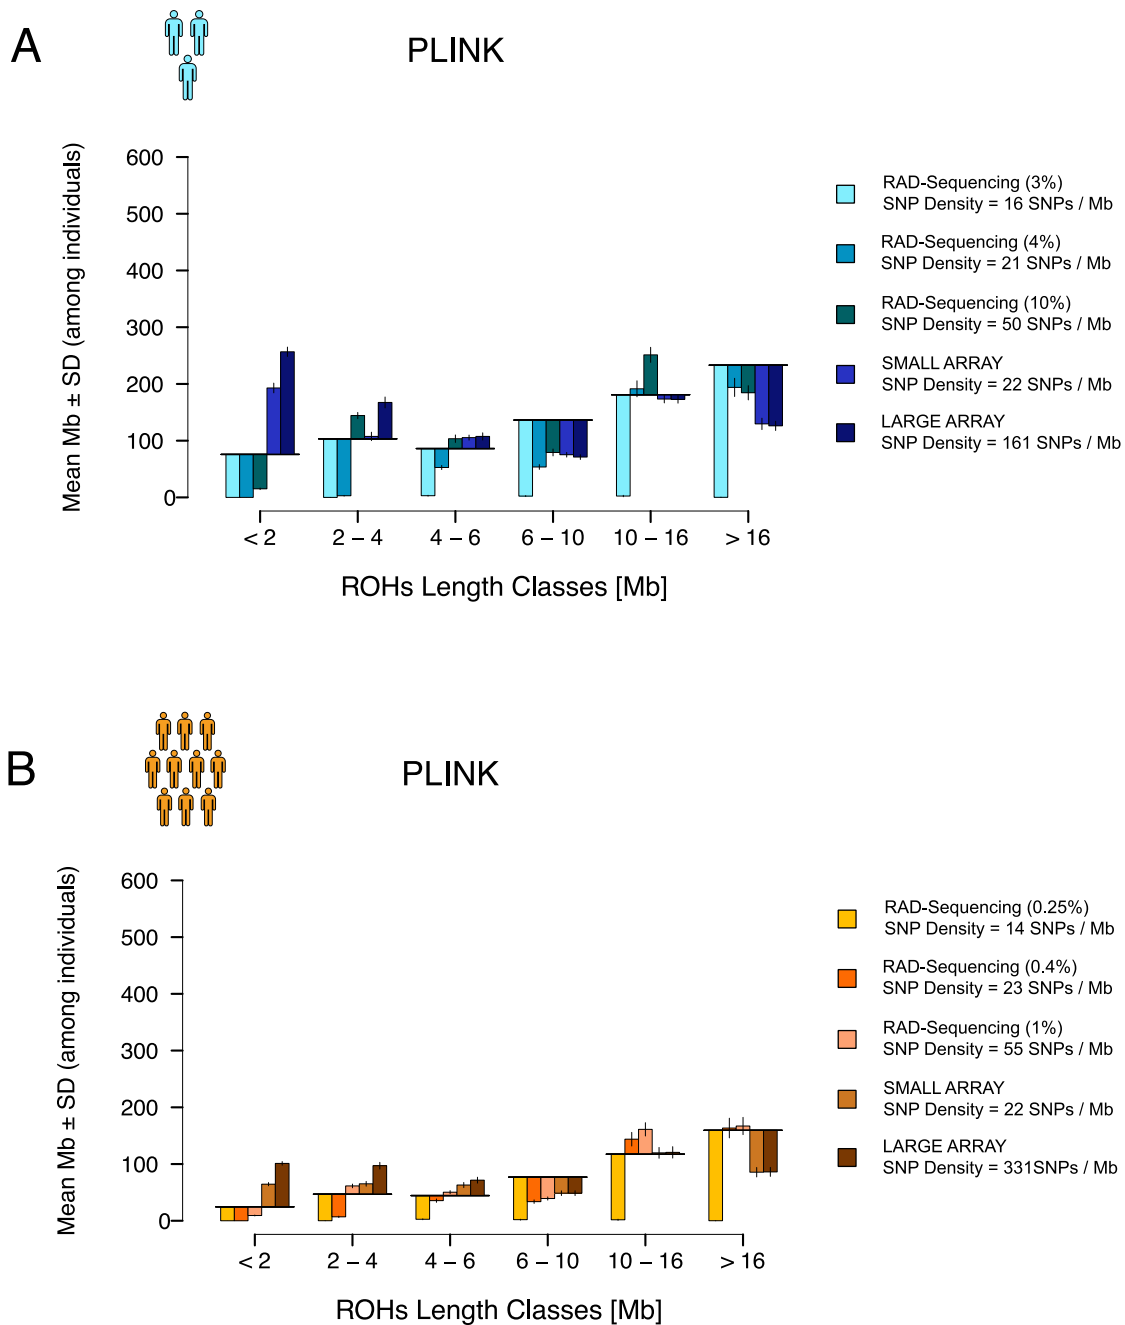 A
PLINK
Mean Mb ± SD (among individuals)
600
500
400
300
200
100
0
< 2
2 – 4
4 – 6
6 – 10
10 – 16
> 16
ROHs Length Classes [Mb]
RAD-Sequencing (3%)
SNP Density = 16 SNPs / Mb
RAD-Sequencing (4%)
SNP Density = 21 SNPs / Mb
RAD-Sequencing (10%)
SNP Density = 50 SNPs / Mb
SMALL ARRAY
SNP Density = 22 SNPs / Mb
LARGE ARRAY
SNP Density = 161 SNPs / Mb
B
PLINK
Mean Mb ± SD (among individuals)
600
500
400
300
200
100
0
< 2
2 – 4
4 – 6
6 – 10
10 – 16
> 16
ROHs Length Classes [Mb]
RAD-Sequencing (0.25%)
SNP Density = 14 SNPs / Mb
RAD-Sequencing (0.4%)
SNP Density = 23 SNPs / Mb
RAD-Sequencing (1%)
SNP Density = 55 SNPs / Mb
SMALL ARRAY
SNP Density = 22 SNPs / Mb
LARGE ARRAY
SNP Density = 331SNPs / Mb